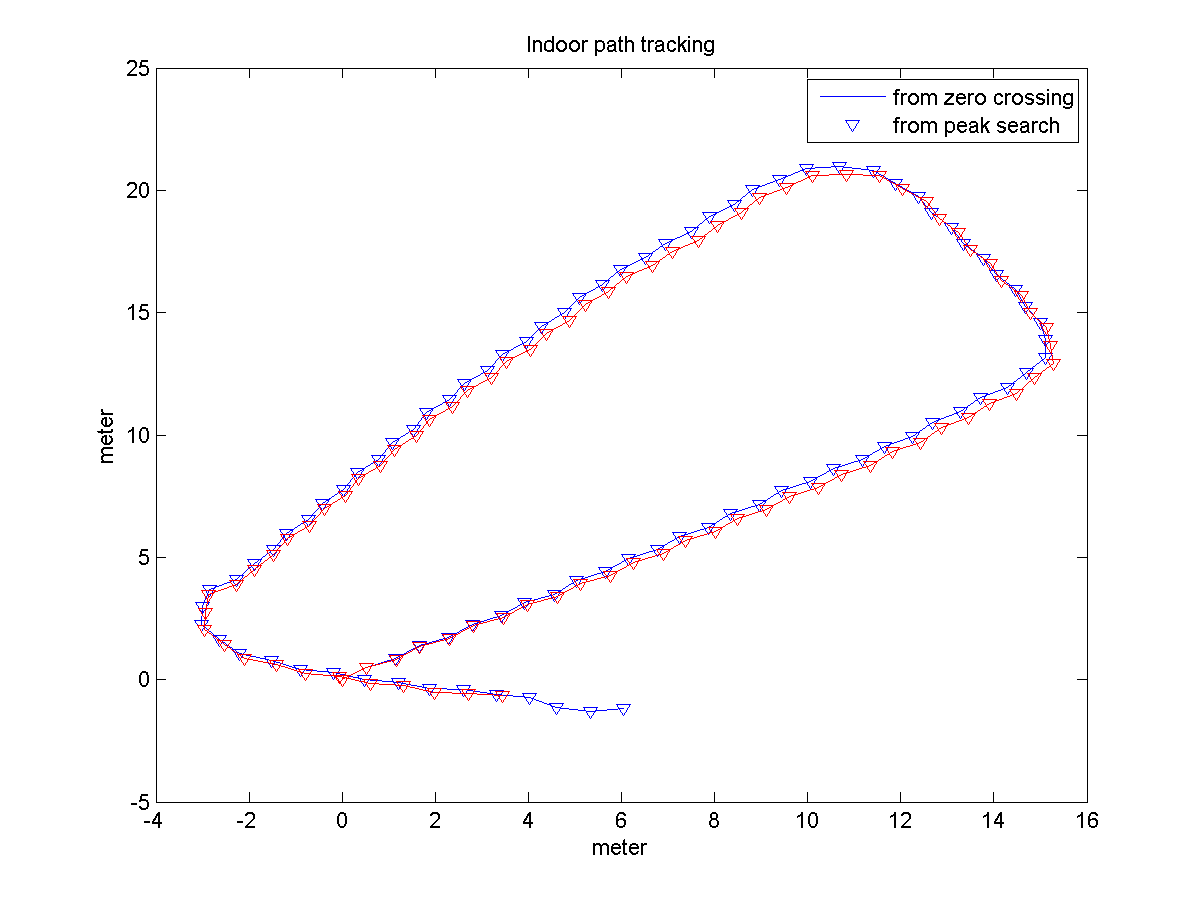 Indoor path tracking
25
from zero crossing
from peak search
20
15
10
meter
5
0
-5
-4 -2 0 2 4 6 8 10 12 14 16
meter